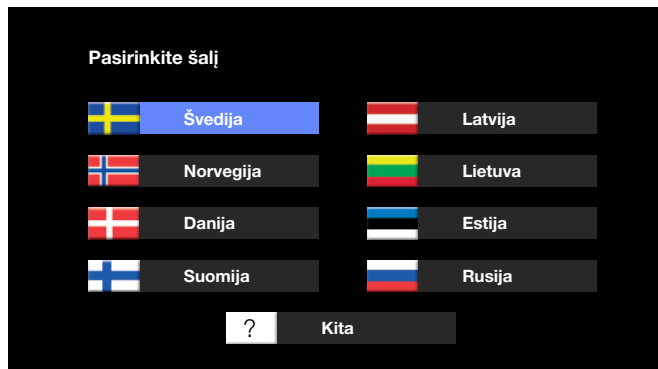 Pasirinkite šalį
Švedija
Latvija
Norvegija
Lietuva
Danija
Estija
Suomija
Rusija
? Kita